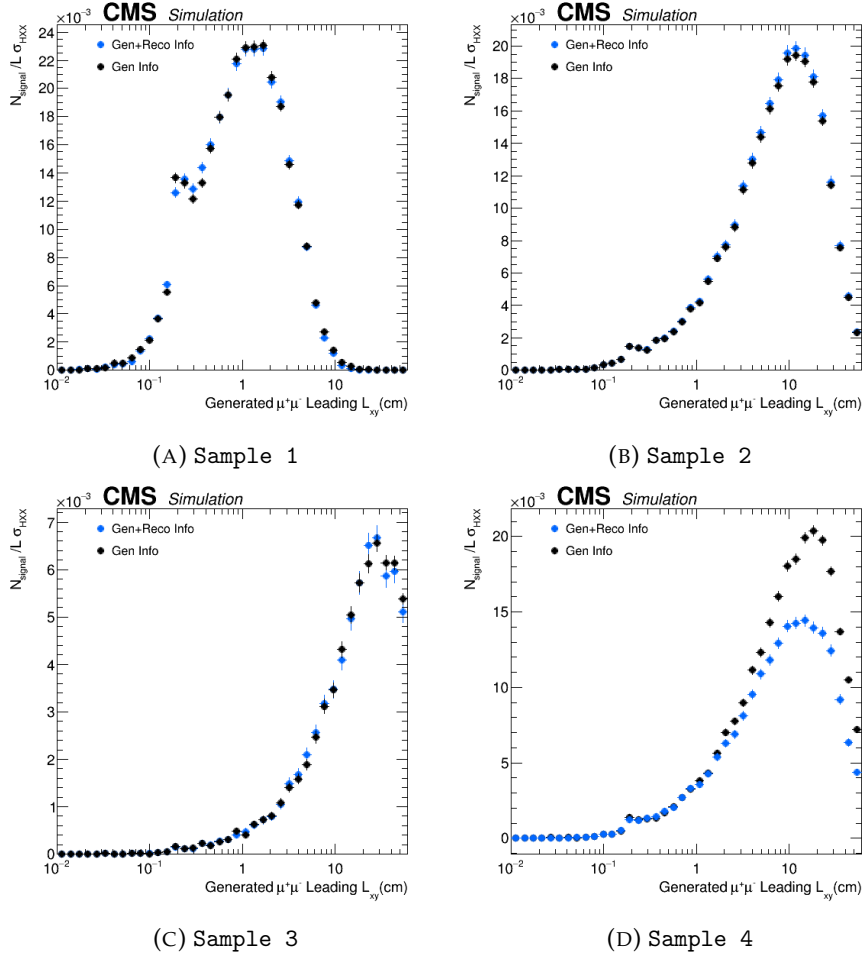 CMS Simulation
×10⁻³
N_signal / L σ_HXX
Gen+Reco Info
Gen Info
24
22
20
18
16
14
12
10
8
6
4
2
0
10⁻² 10⁻¹ 1 10
Generated μ⁺μ⁻ Leading L_xy(cm)
(A) Sample 1
CMS Simulation
×10⁻³
N_signal / L σ_HXX
Gen+Reco Info
Gen Info
20
18
16
14
12
10
8
6
4
2
0
10⁻² 10⁻¹ 1 10
Generated μ⁺μ⁻ Leading L_xy(cm)
(B) Sample 2
CMS Simulation
×10⁻³
N_signal / L σ_HXX
Gen+Reco Info
Gen Info
7
6
5
4
3
2
1
0
10⁻² 10⁻¹ 1 10
Generated μ⁺μ⁻ Leading L_xy(cm)
(C) Sample 3
CMS Simulation
×10⁻³
N_signal / L σ_HXX
Gen+Reco Info
Gen Info
20
15
10
5
0
10⁻² 10⁻¹ 1 10
Generated μ⁺μ⁻ Leading L_xy(cm)
(D) Sample 4